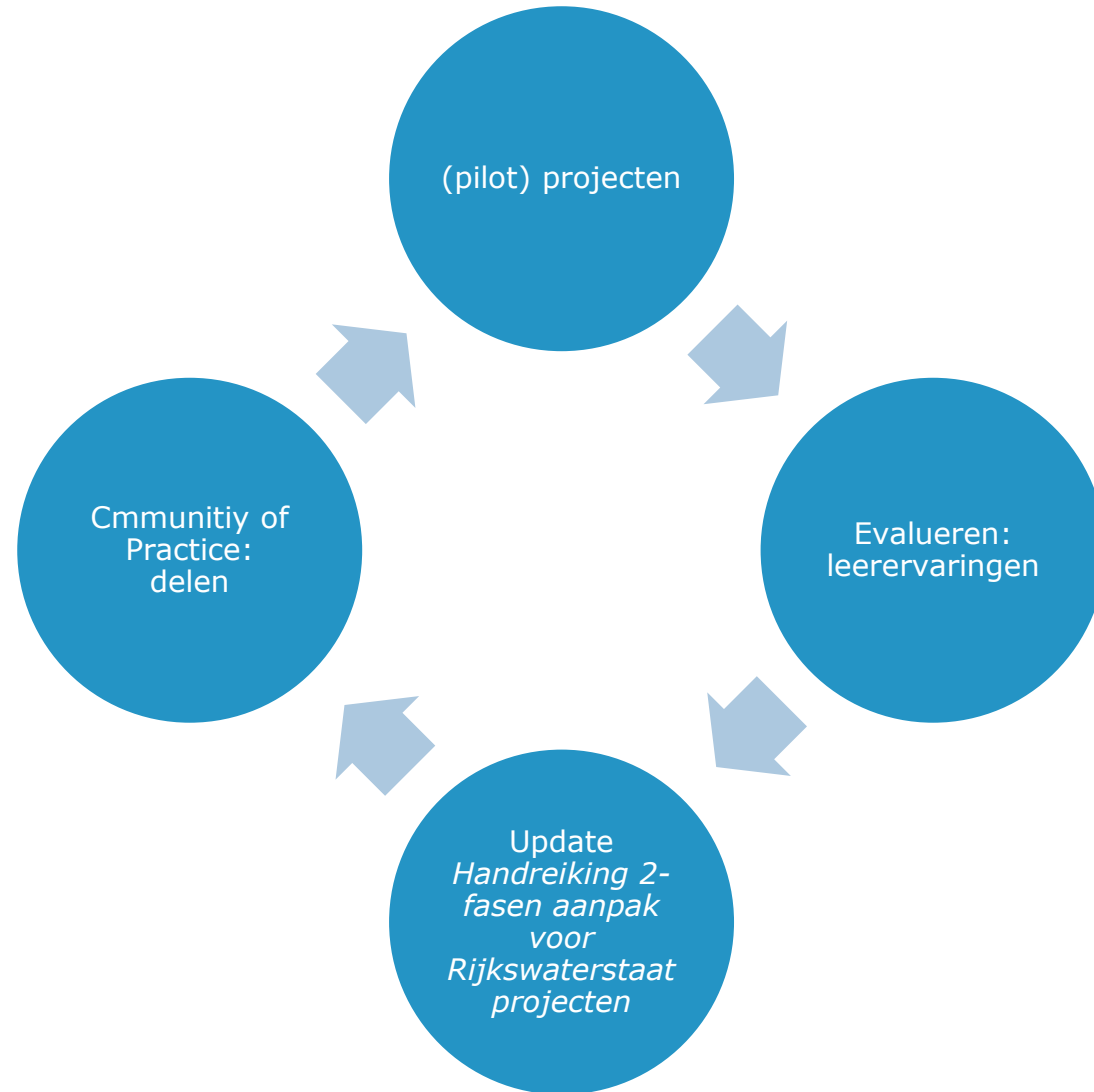 (pilot) projecten
Cmmunitiy of
Practice:
delen
Evalueren:
leerervaringen
Update
Handreiking 2-
fasen aanpak
voor
Rijkswaterstaat
projecten